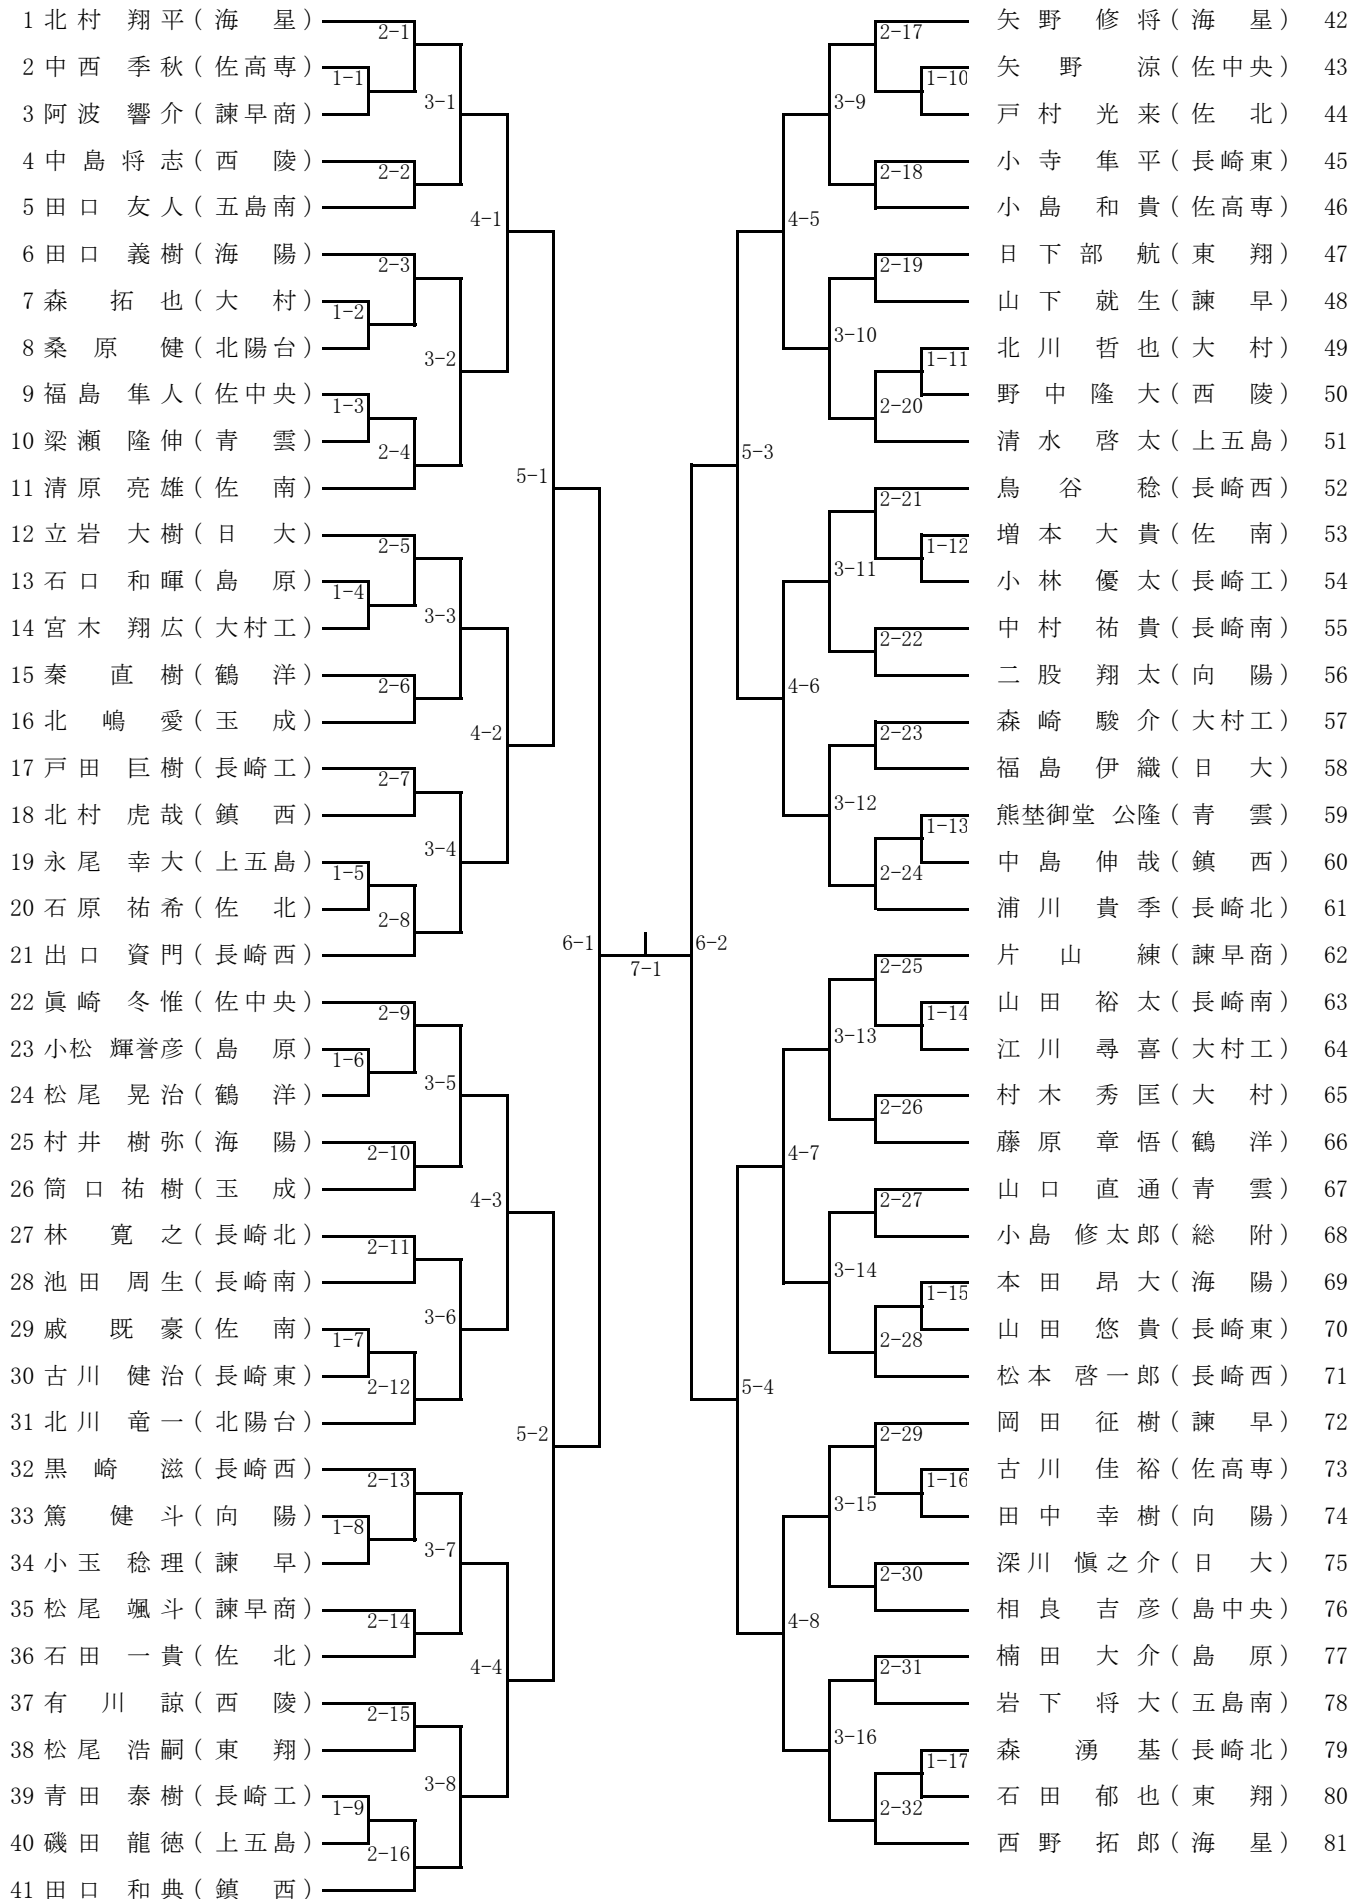 1 北村 翔平（海 星）
2 中西 季秋（佐高専）
3 阿波 響介（諫早商）
4 中島将志（西 陵）
5 田口 友人（五島南）
6 田口 義樹（海 陽）
7 森 拓也（大 村）
8 桑原 健（北陽台）
9 福島 隼人（佐中央）
10 梁瀬 隆伸（青 雲）
11 清原 亮雄（佐 南）
12 立岩 大樹（日 大）
13 石口 和暉（島 原）
14 宮木 翔広（大村工）
15 秦 直樹（鶴 洋）
16 北嶋愛（玉 成）
17 戸田 巨樹（長崎工）
18 北村 虎哉（鎮 西）
19 永尾 幸大（上五島）
20 石原 祐希（佐 北）
21 出口 資門（長崎西）
22 眞崎 冬惟（佐中央）
23 小松 輝誉彦（島 原）
24 松尾 晃治（鶴 洋）
25 村井 樹弥（海 陽）
26 筒口祐樹（玉 成）
27 林 寛之（長崎北）
28 池田 周生（長崎南）
29 戚 既豪（佐 南）
30 古川 健治（長崎東）
31 北川 竜一（北陽台）
32 黒崎 滋（長崎西）
33 篤 健斗（向 陽）
34 小玉 稔理（諫 早）
35 松尾 颯斗（諫早商）
36 石田 一貴（佐 北）
37 有川 諒（西 陵）
38 松尾 浩嗣（東 翔）
39 青田 泰樹（長崎工）
40 磯田 龍徳（上五島）
41 田口 和典（鎮 西）
2-1
1-1
3-1
2-2
4-1
2-3
1-2
3-2
1-3
2-4
5-1
2-5
1-4
3-3
2-6
4-2
2-7
3-4
1-5
2-8
6-1
2-9
1-6
3-5
2-10
4-3
2-11
3-6
1-7
2-12
5-2
2-13
1-8
3-7
2-14
4-4
2-15
3-8
1-9
2-16
7-1
6-2
2-17
1-10
3-9
2-18
4-5
2-19
3-10
1-11
2-20
5-3
2-21
1-12
3-11
2-22
4-6
2-23
3-12
1-13
2-24
2-25
1-14
3-13
2-26
4-7
2-27
3-14
1-15
2-28
5-4
2-29
1-16
3-15
2-30
4-8
2-31
3-16
1-17
2-32
矢野修将（海 星） 42
矢野 涼（佐中央） 43
戸村光来（佐 北） 44
小寺隼平（長崎東） 45
小島和貴（佐高専） 46
日下部航（東 翔） 47
山下就生（諫 早） 48
北川哲也（大 村） 49
野中隆大（西 陵） 50
清水啓太（上五島） 51
鳥谷 稔（長崎西） 52
増本大貴（佐 南） 53
小林優太（長崎工） 54
中村祐貴（長崎南） 55
二股翔太（向 陽） 56
森崎駿介（大村工） 57
福島伊織（日 大） 58
熊埜御堂 公隆（青 雲） 59
中島伸哉（鎮 西） 60
浦川貴季（長崎北） 61
片山 練（諫早商） 62
山田裕太（長崎南） 63
江川尋喜（大村工） 64
村木秀匡（大 村） 65
藤原章悟（鶴 洋） 66
山口直通（青 雲） 67
小島 修太郎（総 附） 68
本田昂大（海 陽） 69
山田悠貴（長崎東） 70
松本 啓一郎（長崎西） 71
岡田征樹（諫 早） 72
古川佳裕（佐高専） 73
田中幸樹（向 陽） 74
深川 愼之介（日 大） 75
相良吉彦（島中央） 76
楠田大介（島 原） 77
岩下将大（五島南） 78
森 湧基（長崎北） 79
石田郁也（東 翔） 80
西野拓郎（海 星） 81